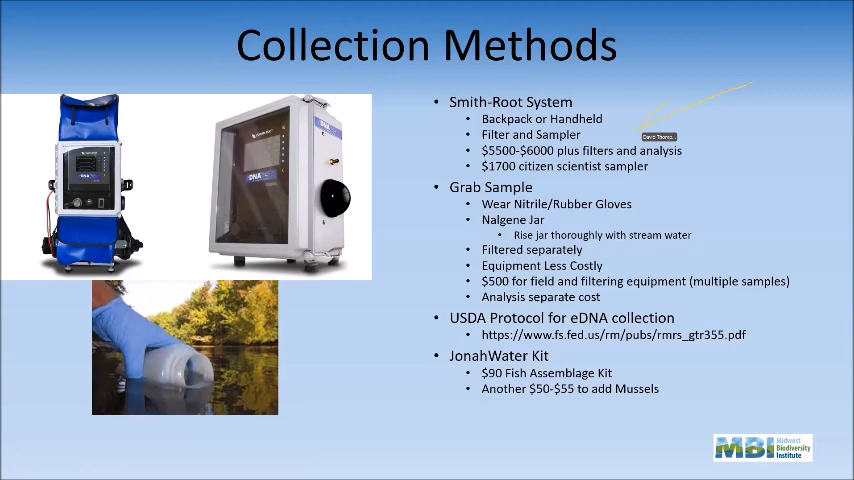 Collection Methods
Smith-Root System
Backpack or Handheld
Filter and Sampler
David Thomp...
$5500-$6000 plus filters and analysis
$1700 citizen scientist sampler
Grab Sample
Wear Nitrile/Rubber Gloves
Nalgene Jar
Rise jar thoroughly with stream water
Filtered separately
Equipment Less Costly
$500 for field and filtering equipment (multiple samples)
Analysis separate cost
USDA Protocol for eDNA collection
https://www.fs.fed.us/rm/pubs/rmrs_gtr355.pdf
JonahWater Kit
$90 Fish Assemblage Kit
Another $50-$55 to add Mussels
MBI Midwest
Biodiversity
Institute